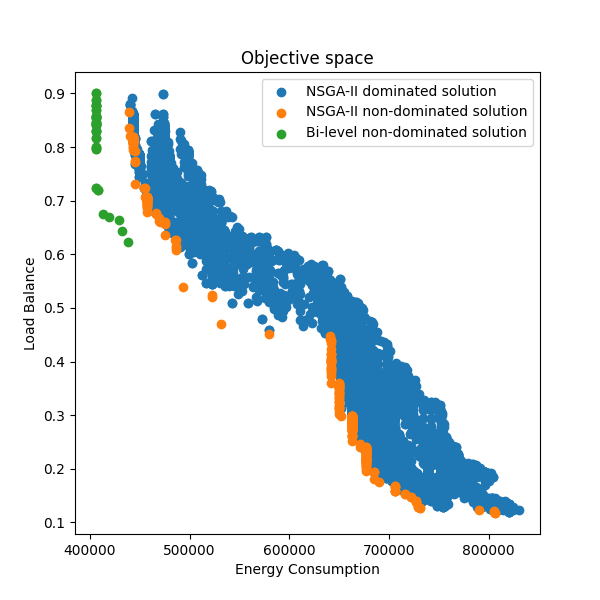 Objective space
NSGA-II dominated solution
NSGA-II non-dominated solution
Bi-level non-dominated solution
Load Balance
0.9
0.8
0.7
0.6
0.5
0.4
0.3
0.2
0.1
400000 500000 600000 700000 800000
Energy Consumption